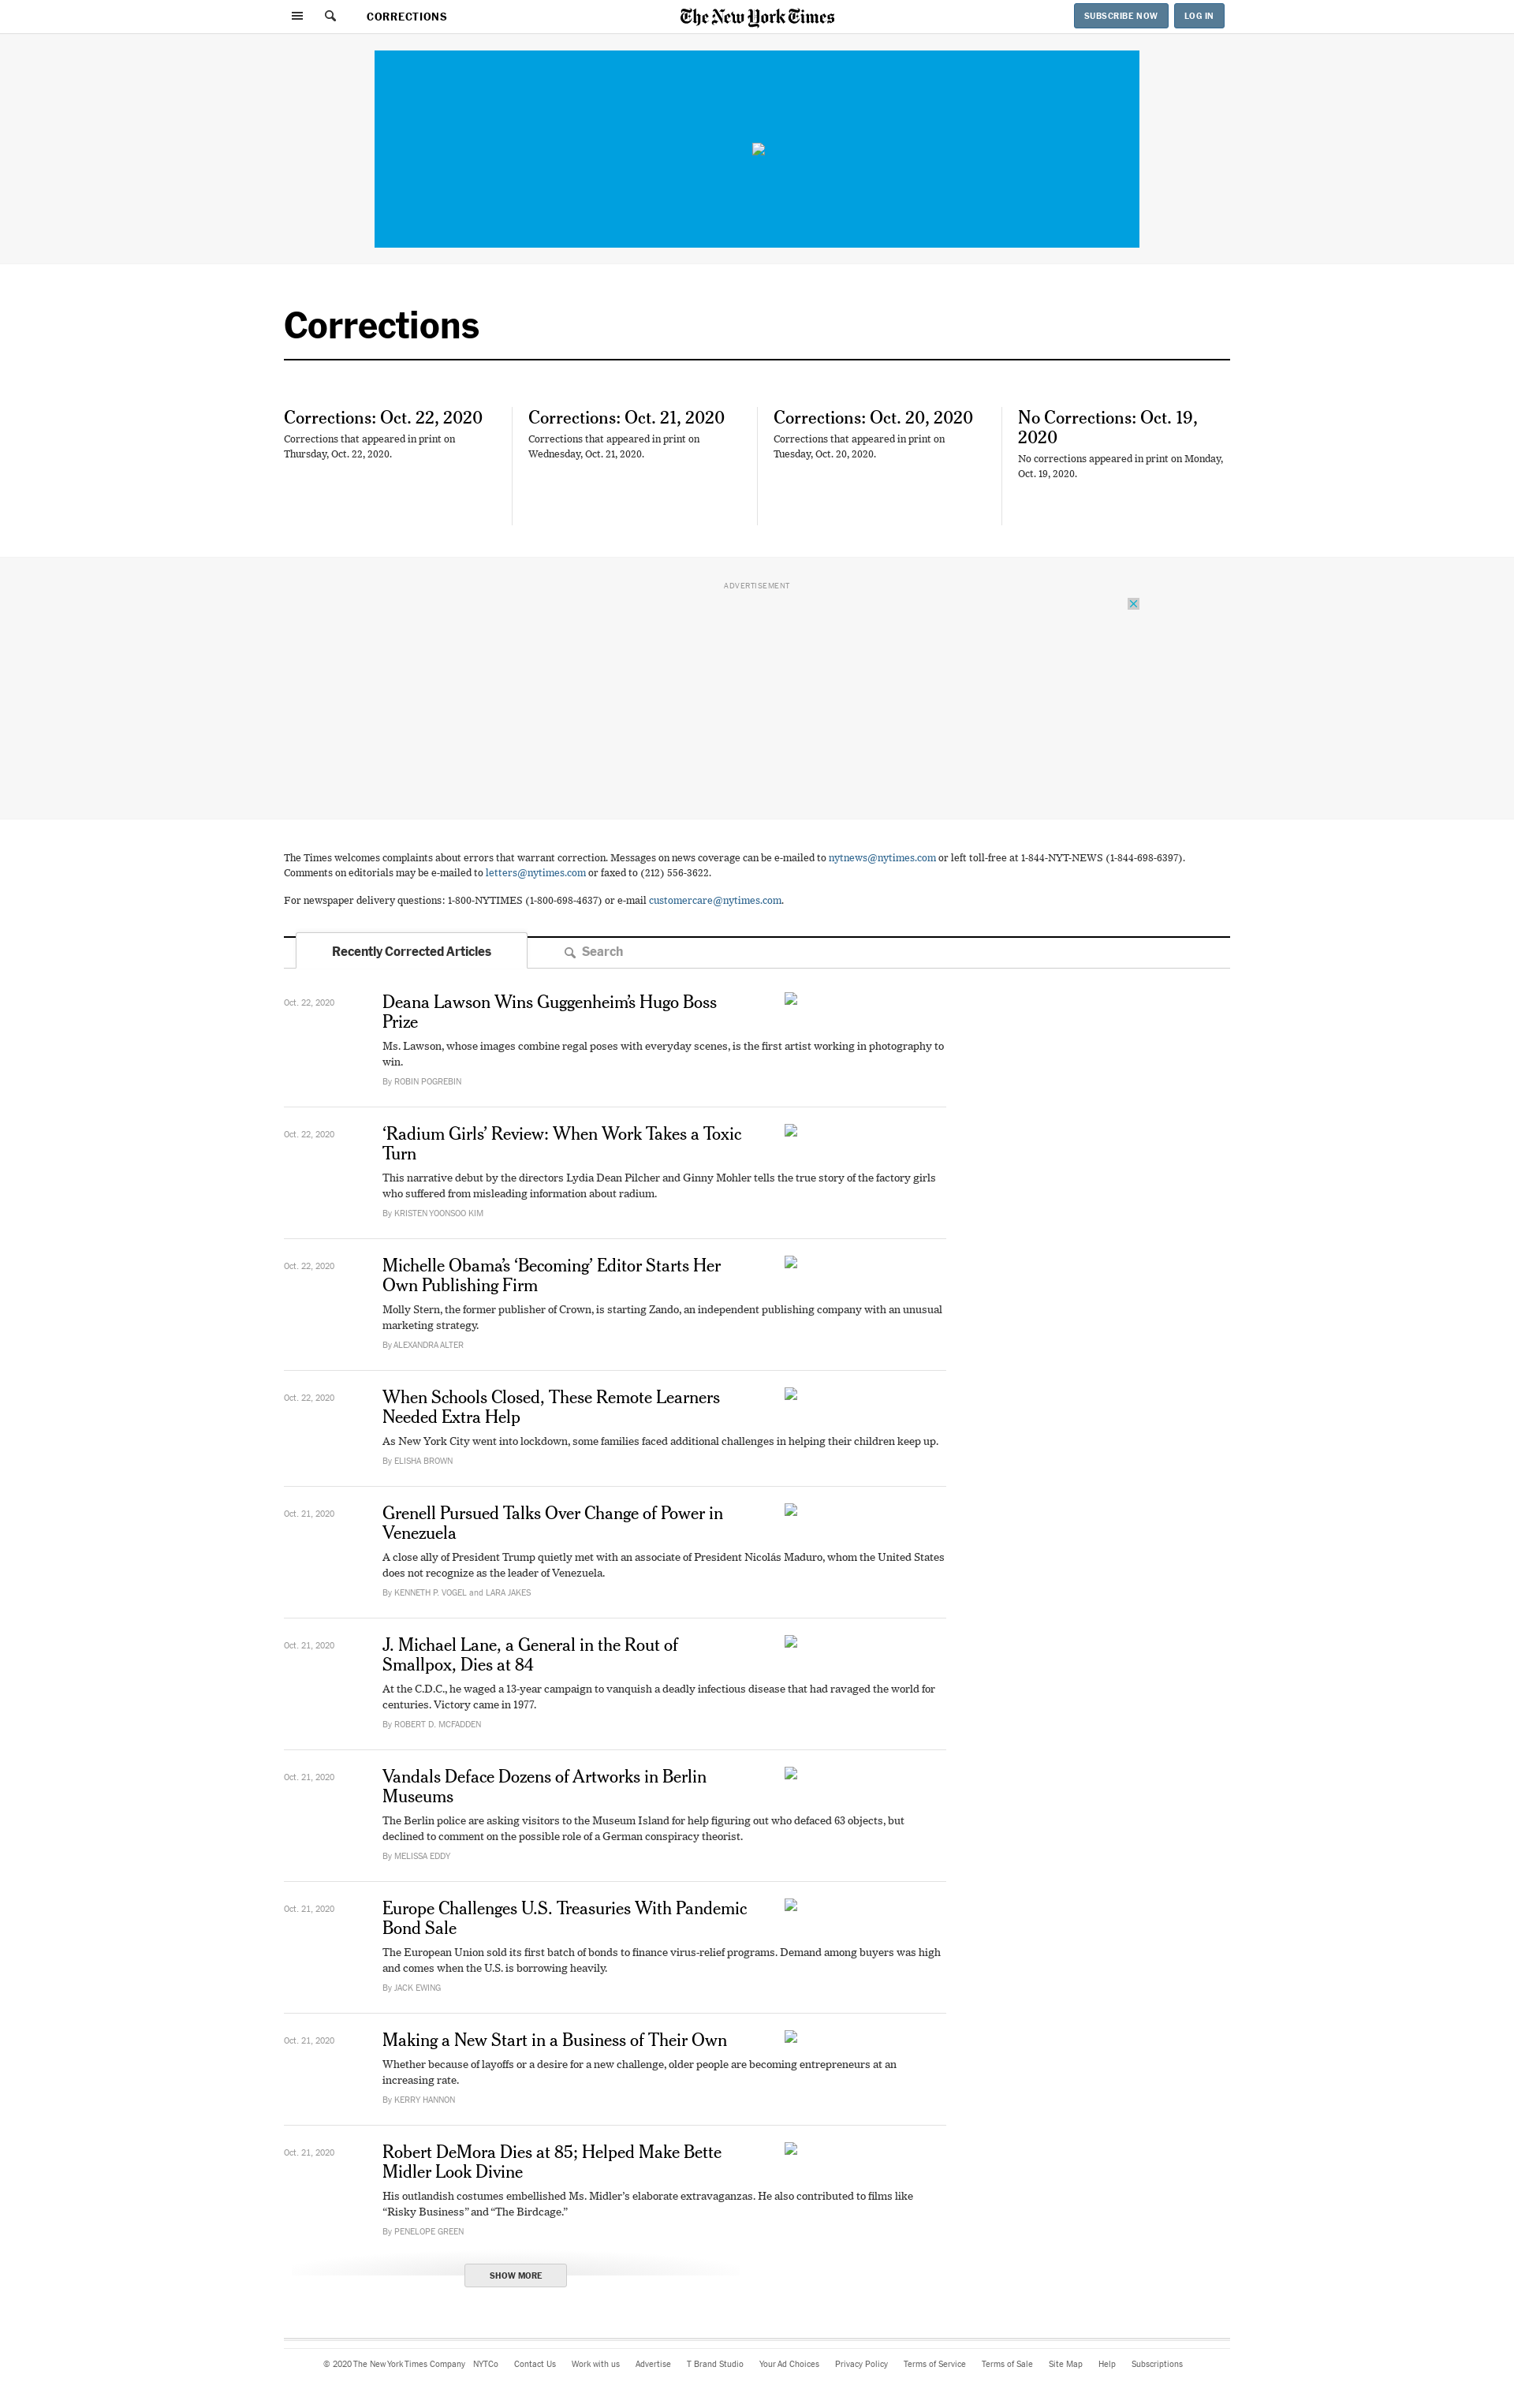 CORRECTIONS
The New York Times
SUBSCRIBE NOW
LOG IN
Corrections
Corrections: Oct. 22, 2020
Corrections that appeared in print on
Thursday, Oct. 22, 2020.
Corrections: Oct. 21, 2020
Corrections that appeared in print on
Wednesday, Oct. 21, 2020.
Corrections: Oct. 20, 2020
Corrections that appeared in print on
Tuesday, Oct. 20, 2020.
No Corrections: Oct. 19,
2020
No corrections appeared in print on Monday,
Oct. 19, 2020.
ADVERTISEMENT
The Times welcomes complaints about errors that warrant correction. Messages on news coverage can be e-mailed to nytnews@nytimes.com or left toll-free at 1-844-NYT-NEWS (1-844-698-6397).
Comments on editorials may be e-mailed to letters@nytimes.com or faxed to (212) 556-3622.
For newspaper delivery questions: 1-800-NYTIMES (1-800-698-4637) or e-mail customercare@nytimes.com.
Recently Corrected Articles
Search
Oct. 22, 2020
Deana Lawson Wins Guggenheim’s Hugo Boss
Prize
Ms. Lawson, whose images combine regal poses with everyday scenes, is the first artist working in photography to
win.
By ROBIN POGREBIN
Oct. 22, 2020
‘Radium Girls’ Review: When Work Takes a Toxic
Turn
This narrative debut by the directors Lydia Dean Pilcher and Ginny Mohler tells the true story of the factory girls
who suffered from misleading information about radium.
By KRISTEN YOONSOO KIM
Oct. 22, 2020
Michelle Obama’s ‘Becoming’ Editor Starts Her
Own Publishing Firm
Molly Stern, the former publisher of Crown, is starting Zando, an independent publishing company with an unusual
marketing strategy.
By ALEXANDRA ALTER
Oct. 22, 2020
When Schools Closed, These Remote Learners
Needed Extra Help
As New York City went into lockdown, some families faced additional challenges in helping their children keep up.
By ELISHA BROWN
Oct. 21, 2020
Grenell Pursued Talks Over Change of Power in
Venezuela
A close ally of President Trump quietly met with an associate of President Nicolás Maduro, whom the United States
does not recognize as the leader of Venezuela.
By KENNETH P. VOGEL and LARA JAKES
Oct. 21, 2020
J. Michael Lane, a General in the Rout of
Smallpox, Dies at 84
At the C.D.C., he waged a 13-year campaign to vanquish a deadly infectious disease that had ravaged the world for
centuries. Victory came in 1977.
By ROBERT D. MCFADDEN
Oct. 21, 2020
Vandals Deface Dozens of Artworks in Berlin
Museums
The Berlin police are asking visitors to the Museum Island for help figuring out who defaced 63 objects, but
declined to comment on the possible role of a German conspiracy theorist.
By MELISSA EDDY
Oct. 21, 2020
Europe Challenges U.S. Treasuries With Pandemic
Bond Sale
The European Union sold its first batch of bonds to finance virus-relief programs. Demand among buyers was high
and comes when the U.S. is borrowing heavily.
By JACK EWING
Oct. 21, 2020
Making a New Start in a Business of Their Own
Whether because of layoffs or a desire for a new challenge, older people are becoming entrepreneurs at an
increasing rate.
By KERRY HANNON
Oct. 21, 2020
Robert DeMora Dies at 85; Helped Make Bette
Midler Look Divine
His outlandish costumes embellished Ms. Midler’s elaborate extravaganzas. He also contributed to films like
“Risky Business” and “The Birdcage.”
By PENELOPE GREEN
SHOW MORE
© 2020 The New York Times Company NYTCo Contact Us Work with us Advertise T Brand Studio Your Ad Choices Privacy Policy Terms of Service Terms of Sale Site Map Help Subscriptions